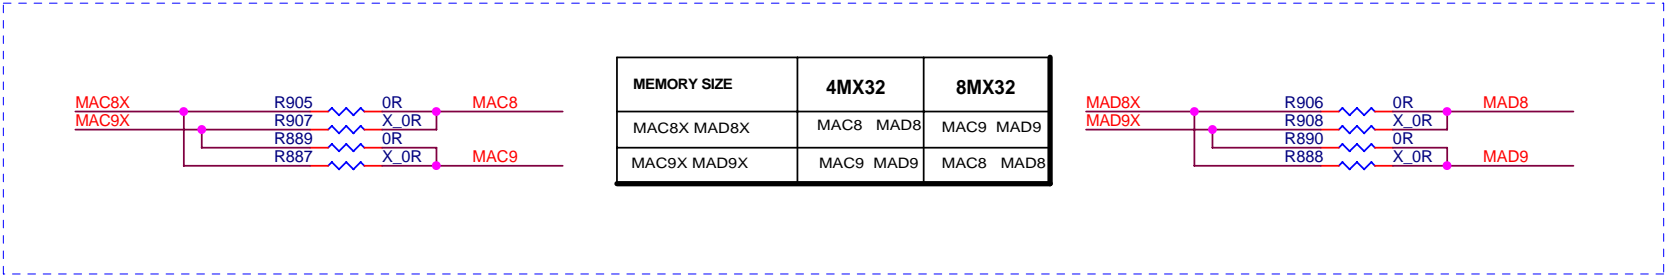 MAC8X R905 0R MAC8
MAC9X R907 X_0R
R889 0R
R887 X_0R MAC9
MEMORY SIZE 4MX32 8MX32
MAC8X MAD8X MAC8 MAD8 MAC9 MAD9
MAC9X MAD9X MAC9 MAD9 MAC8 MAD8
MAD8X R906 0R MAD8
MAD9X R908 X_0R
R890 0R
R888 X_0R MAD9